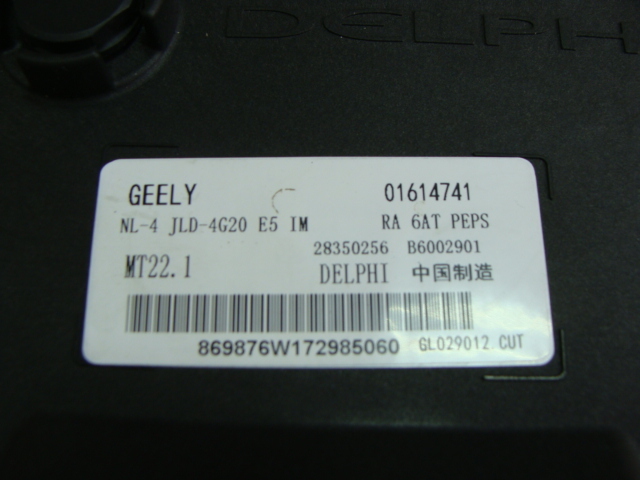 DELPHI
GEELY 01614741
NL-4 JLD-4G20 E5 IM RA 6AT PEPS
28350256 B6002901
MT22.1 DELPHI 中国制造
869876W172985060 GL029012.CUT